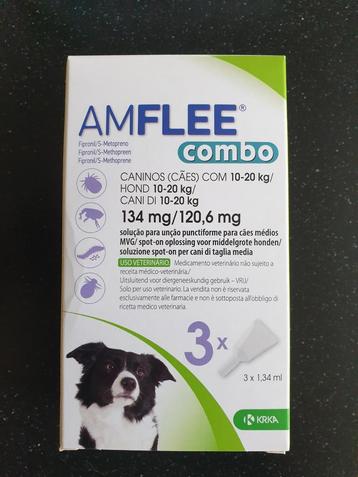 AMFLEE®
Fipronil/S-Metopreno
Fipronil/S-Methopreen
Fipronil/S-Methoprene
combo
CANINOS (CÃES) COM 10-20 kg/
HOND 10-20 kg/
CANI DI 10-20 kg
134 mg/120,6 mg
solução para unção punctiforme para cães médios
MVG/ spot-on oplossing voor middelgrote honden/
soluzione spot-on per cani di taglia media
USO VETERINÁRIO Medicamento veterinário não sujeito a
receita médico-veterinária./
Uitsluitend voor diergeneeskundig gebruik – VRIJ/
Solo per uso veterinario. La vendita non è riservata
esclusivamente alle farmacie e non è sottoposta all'obbligo di
ricetta medico veterinaria.
3x
3 x 1,34 ml
KRKA